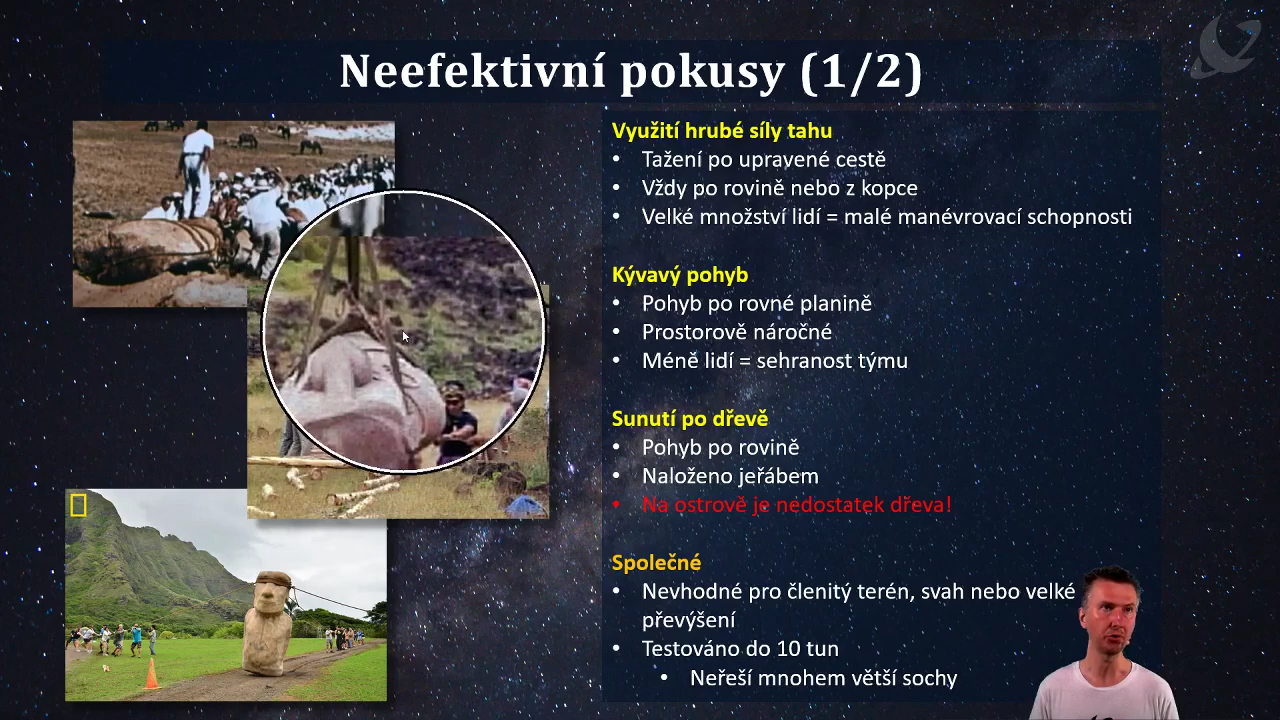 Neefektivní pokusy (1/2)
Využití hrubé síly tahu
• Tažení po upravené cestě
• Vždy po rovině nebo z kopce
• Velké množství lidí = malé manévrovací schopnosti
Kývavý pohyb
• Pohyb po rovné planině
• Prostorově náročné
• Méně lidí = sehranost týmu
Sunutí po dřevě
• Pohyb po rovině
• Naloženo jeřábem
• Na ostrově je nedostatek dřeva!
Společné
• Nevhodné pro členitý terén, svah nebo velké
převýšení
• Testováno do 10 tun
• Neřeší mnohem větší sochy